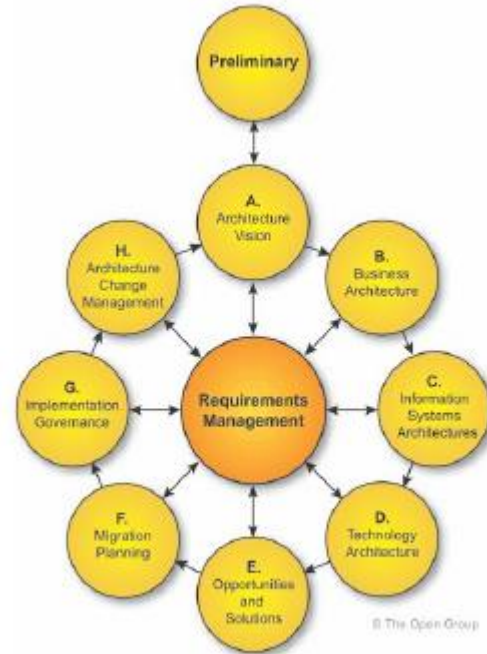 Preliminary
A.
Architecture
Vision
B.
Business
Architecture
C.
Information
Systems
Architectures
D.
Technology
Architecture
E.
Opportunities
and
Solutions
F.
Migration
Planning
G.
Implementation
Governance
H.
Architecture
Change
Management
Requirements
Management
© The Open Group